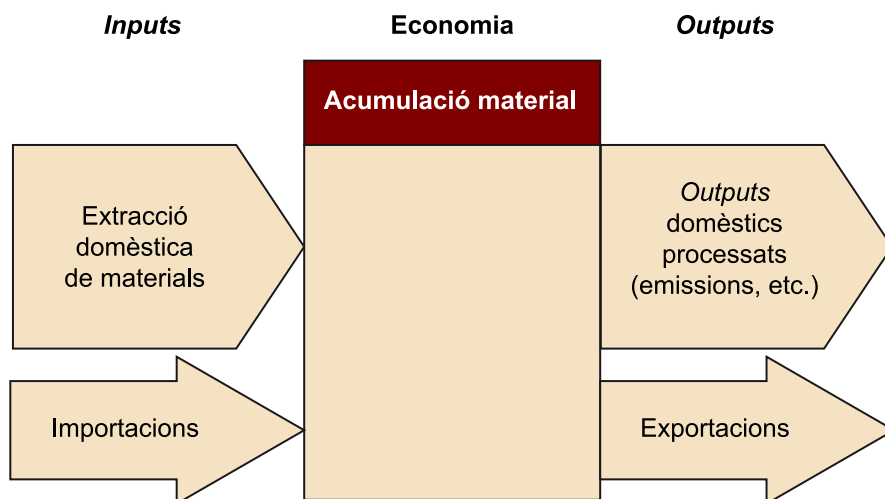 Inputs
Economia
Outputs
Acumulació material
Extracció
domèstica
de materials
Outputs
domèstics
processats
(emissions, etc.)
Importacions
Exportacions